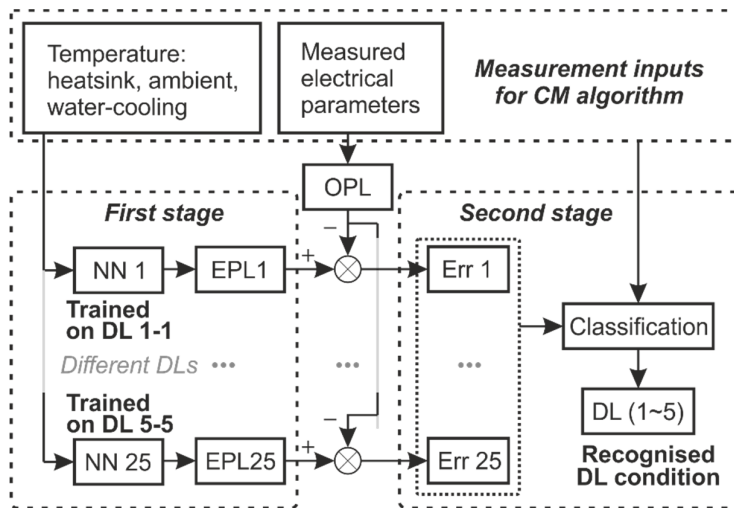 Temperature:
heatsink, ambient,
water-cooling
Measured
electrical
parameters
Measurement inputs
for CM algorithm
OPL
First stage
Second stage
−
NN 1
EPL1
+
Err 1
Trained
on DL 1-1
Classification
Different DLs
...
...
...
Trained
on DL 5-5
−
DL (1~5)
NN 25
EPL25
+
Err 25
Recognised
DL condition